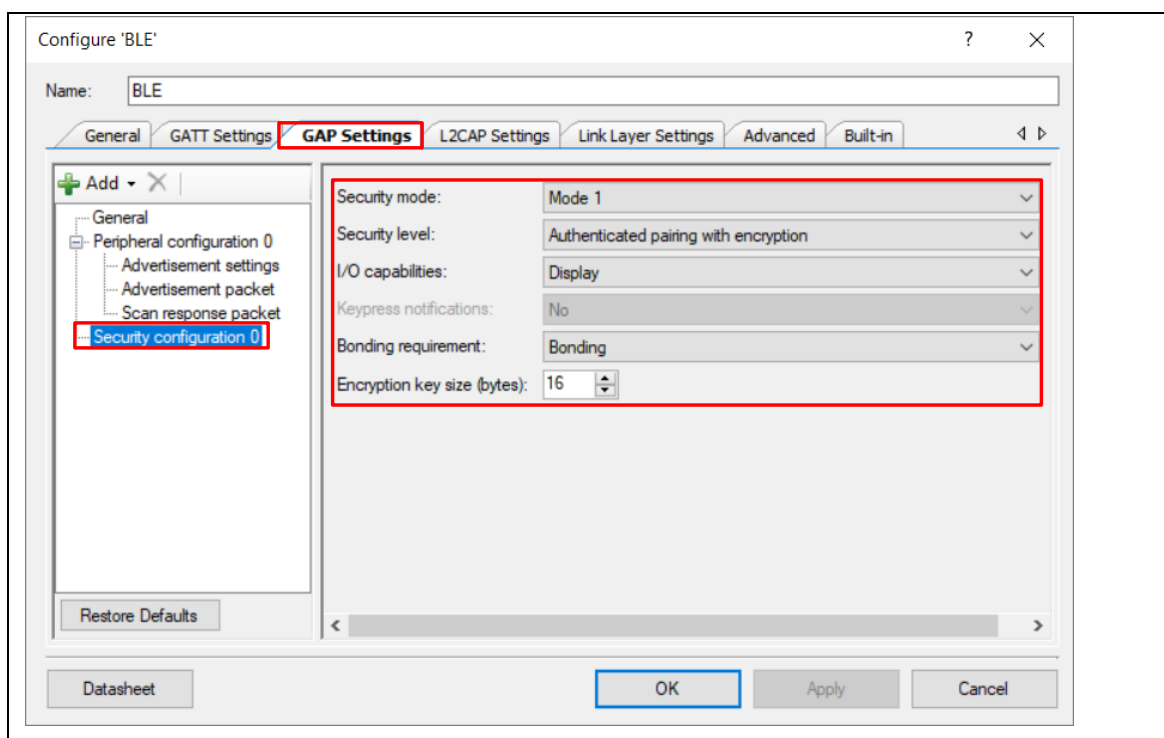 Configure 'BLE'
Name: BLE
General GATT Settings GAP Settings L2CAP Settings Link Layer Settings Advanced Built-in
Add
General
Peripheral configuration 0
Advertisement settings
Advertisement packet
Scan response packet
Security configuration 0
Restore Defaults
Security mode: Mode 1
Security level: Authenticated pairing with encryption
I/O capabilities: Display
Keypress notifications: No
Bonding requirement: Bonding
Encryption key size (bytes): 16
Datasheet OK Apply Cancel